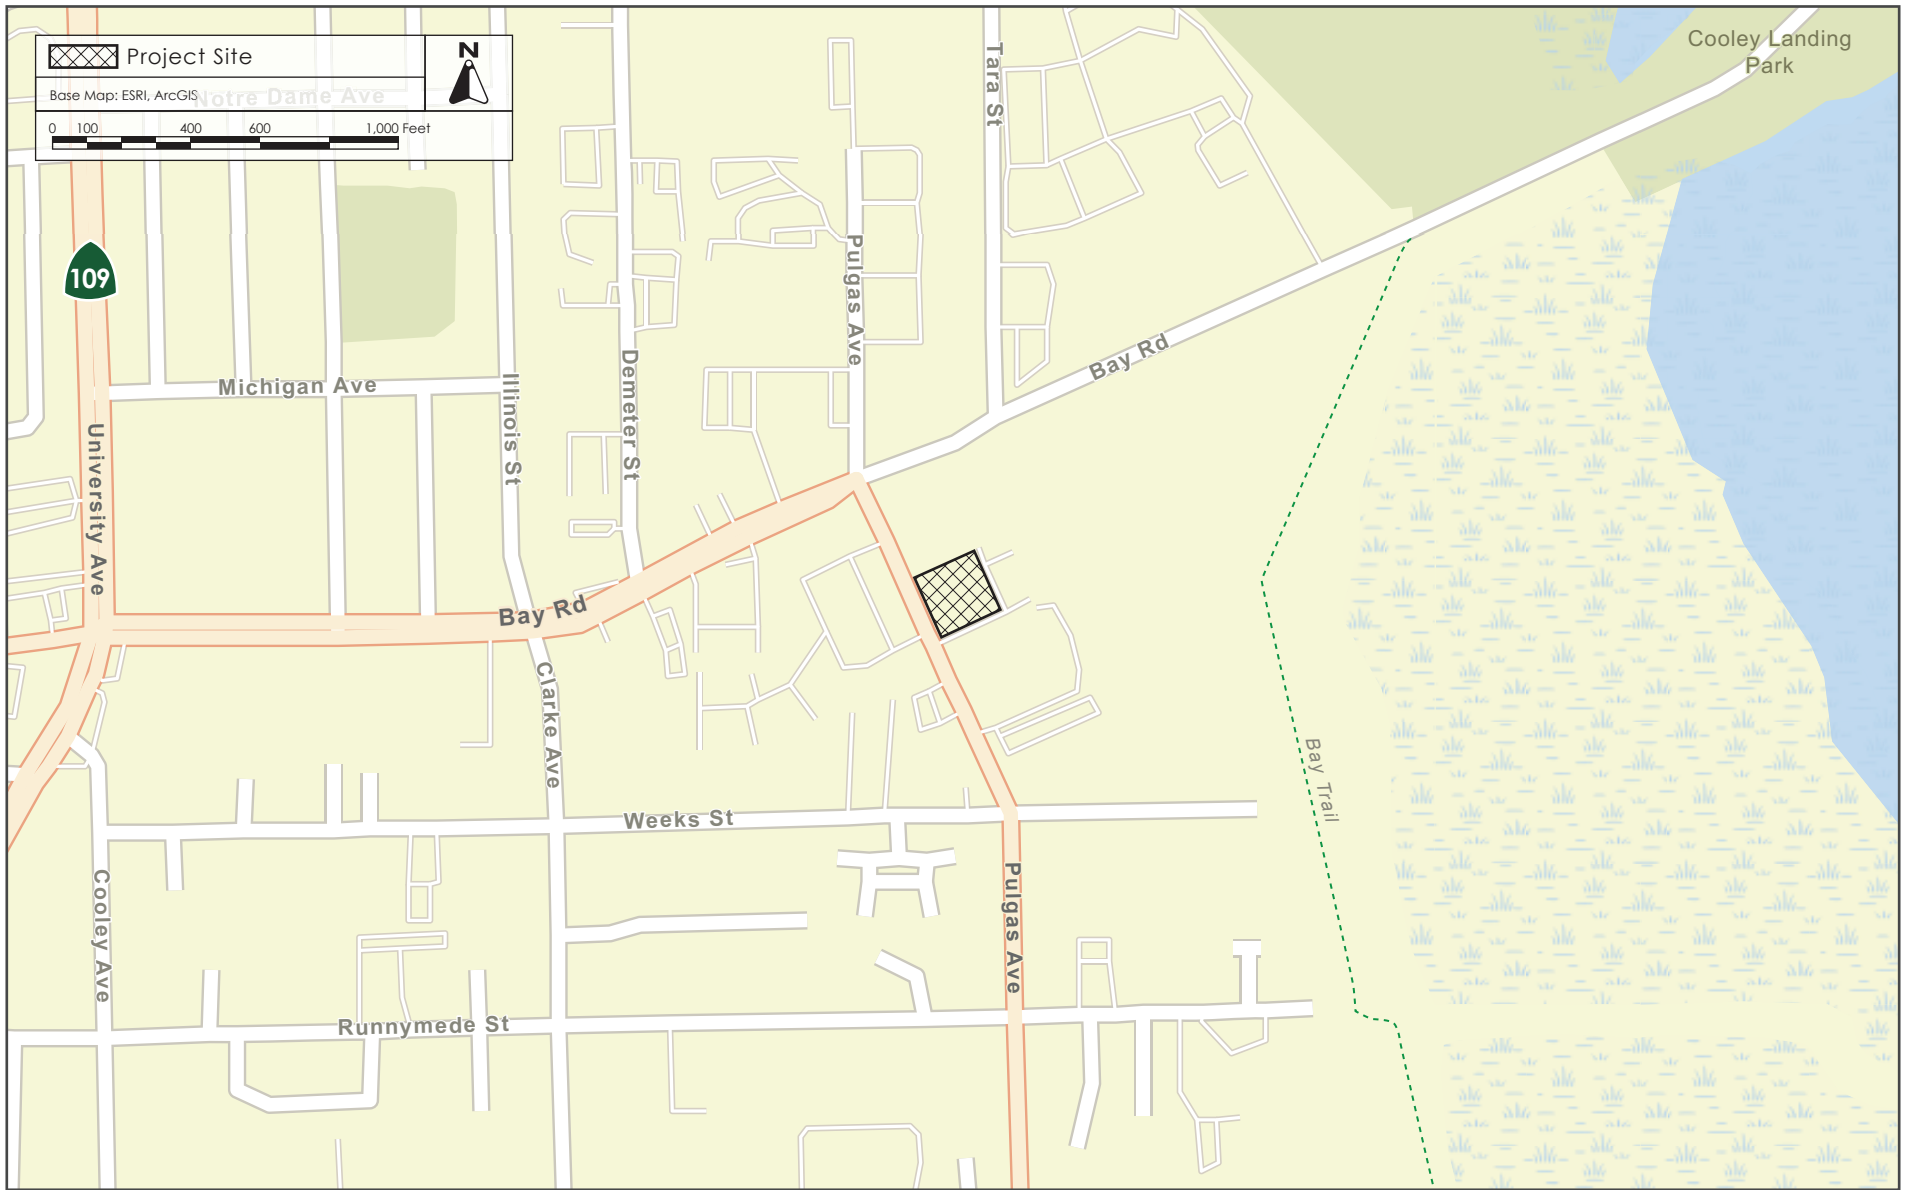 Project Site
N
Base Map: ESRI, ArcGIS
Notre Dame Ave
0 100 400 600 1,000 Feet
Cooley Landing
Park
Tara St
109
Pulgas Ave
Bay Rd
Michigan Ave
Illinois St
Demeter St
University Ave
Bay Rd
Clarke Ave
Bay Trail
Weeks St
Cooley Ave
Pulgas Ave
Runnymede St